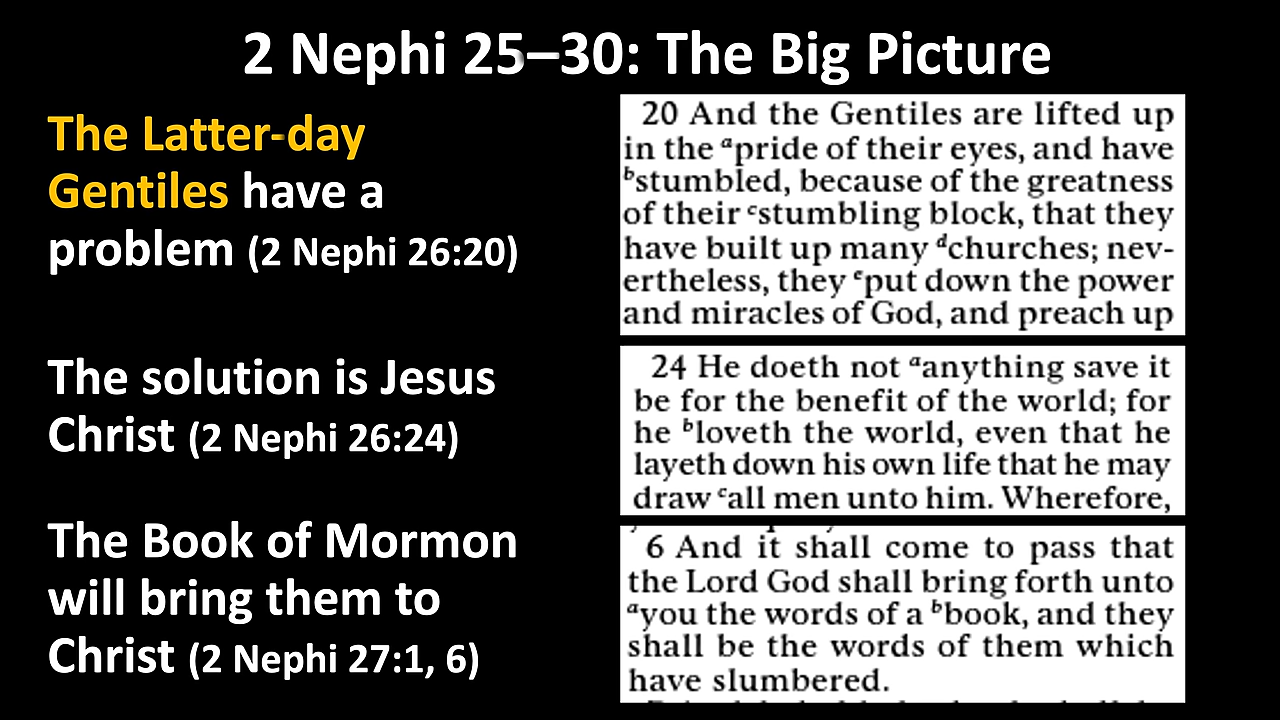 2 Nephi 25–30: The Big Picture
The Latter-day
Gentiles have a
problem (2 Nephi 26:20)
The solution is Jesus
Christ (2 Nephi 26:24)
The Book of Mormon
will bring them to
Christ (2 Nephi 27:1, 6)
20 And the Gentiles are lifted up
in the ᵃpride of their eyes, and have
ᵇstumbled, because of the greatness
of their ᶜstumbling block, that they
have built up many ᵈchurches; nev-
ertheless, they ᵉput down the power
and miracles of God, and preach up
24 He doeth not ᵃanything save it
be for the benefit of the world; for
he ᵇloveth the world, even that he
layeth down his own life that he may
draw ᶜall men unto him. Wherefore,
6 And it shall come to pass that
the Lord God shall bring forth unto
ᵃyou the words of a ᵇbook, and they
shall be the words of them which
have slumbered.